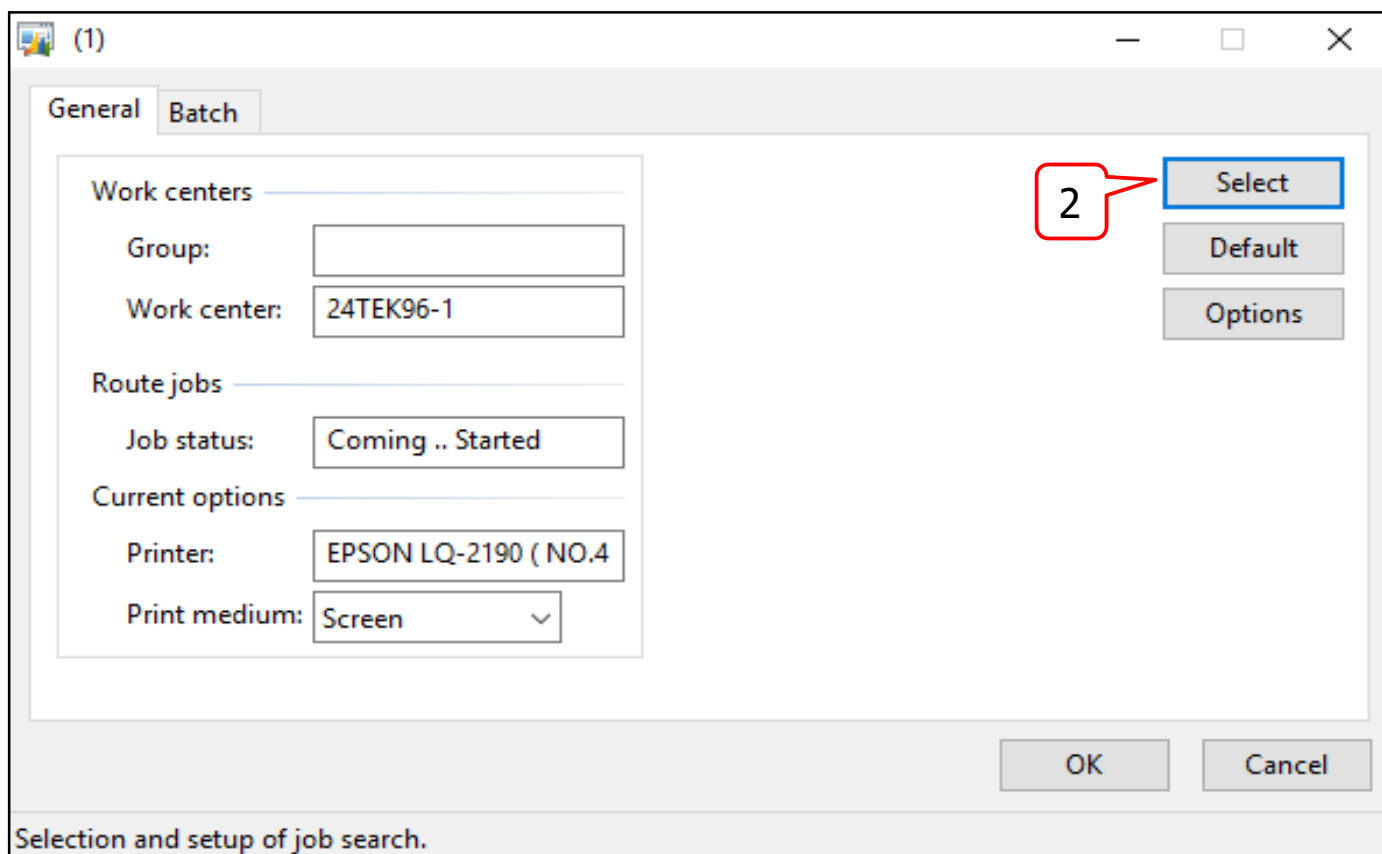 (1)
General Batch
Work centers
Select
2
Group:
Default
Work center: 24TEK96-1
Options
Route jobs
Job status: Coming .. Started
Current options
Printer: EPSON LQ-2190 ( NO.4
Print medium: Screen
OK Cancel
Selection and setup of job search.